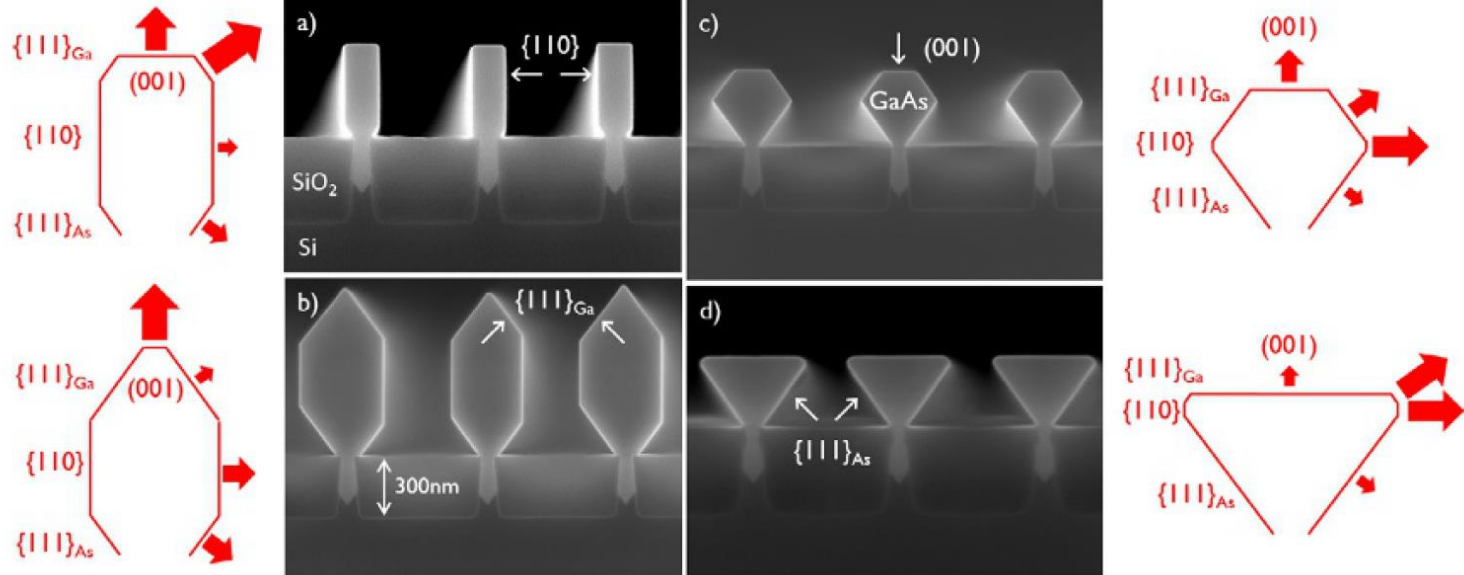 {111}Ga
(001)
{110}
{111}As
a)
{110}
SiO2
Si
c)
(001)
GaAs
(001)
{111}Ga
{110}
{111}As
{111}Ga
(001)
{110}
{111}As
b)
{111}Ga
300nm
d)
{111}As
(001)
{111}Ga
{110}
{111}As